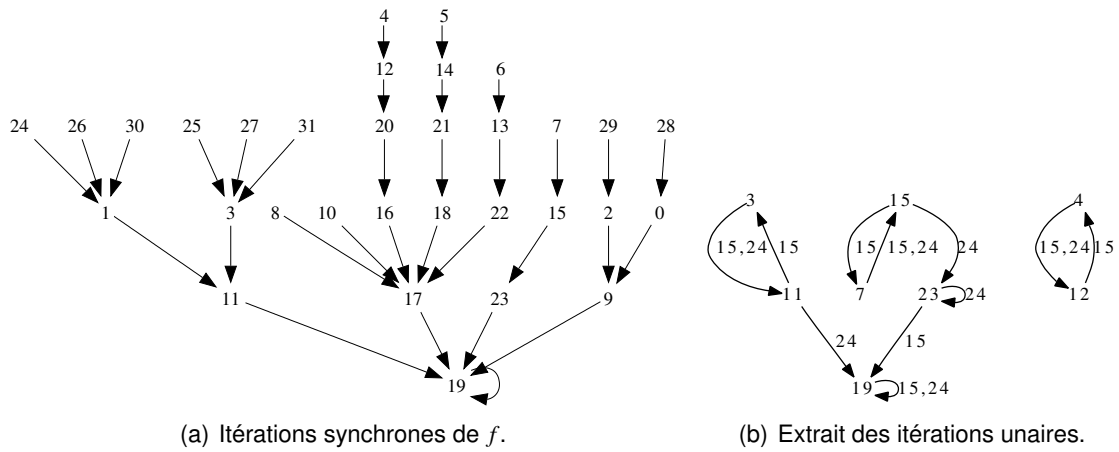 4 5
12 14 6
24 26 30 25 27 31 20 21 13 7 29 28
1 3 8 10 16 18 22 15 2 0
11 17 23 9
19
(a) Itérations synchrones de f.
3 15 4
15,24 15 15 15,24 24 15,24 15
11 7 23 24 12
24 15
19 15,24
(b) Extrait des itérations unaires.